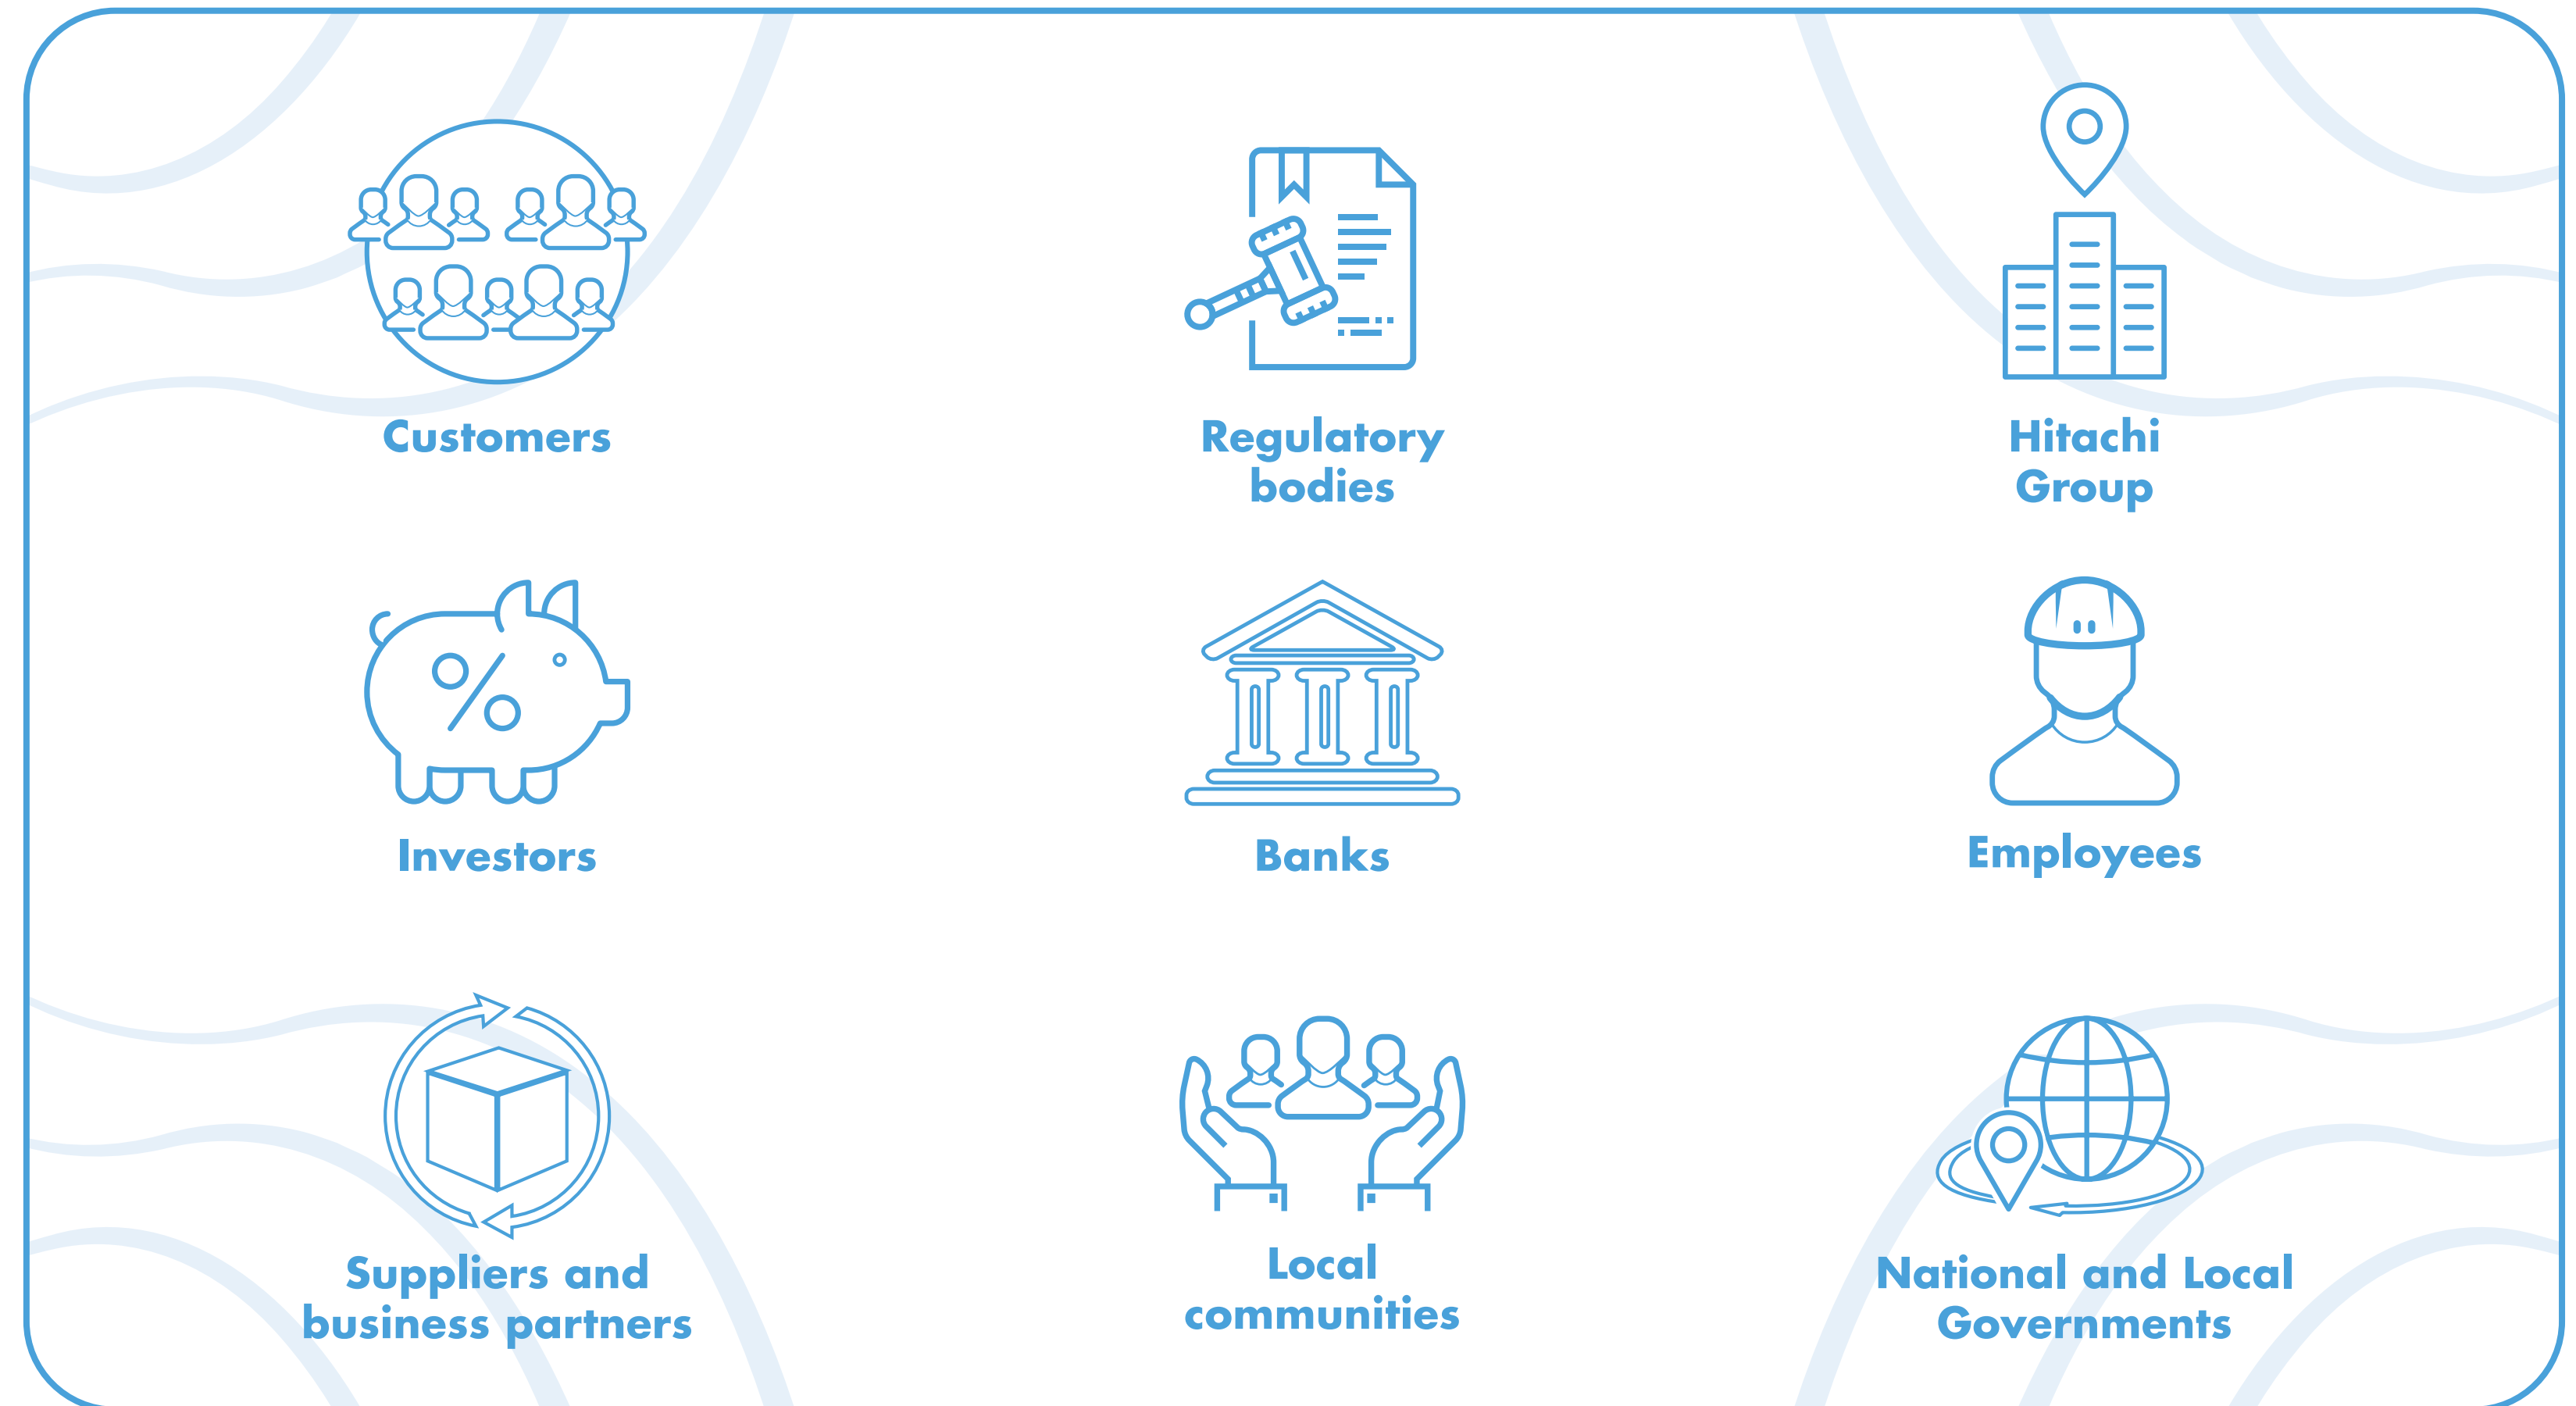 Customers
Regulatory
bodies
Hitachi
Group
Investors
Banks
Employees
Suppliers and
business partners
Local
communities
National and Local
Governments